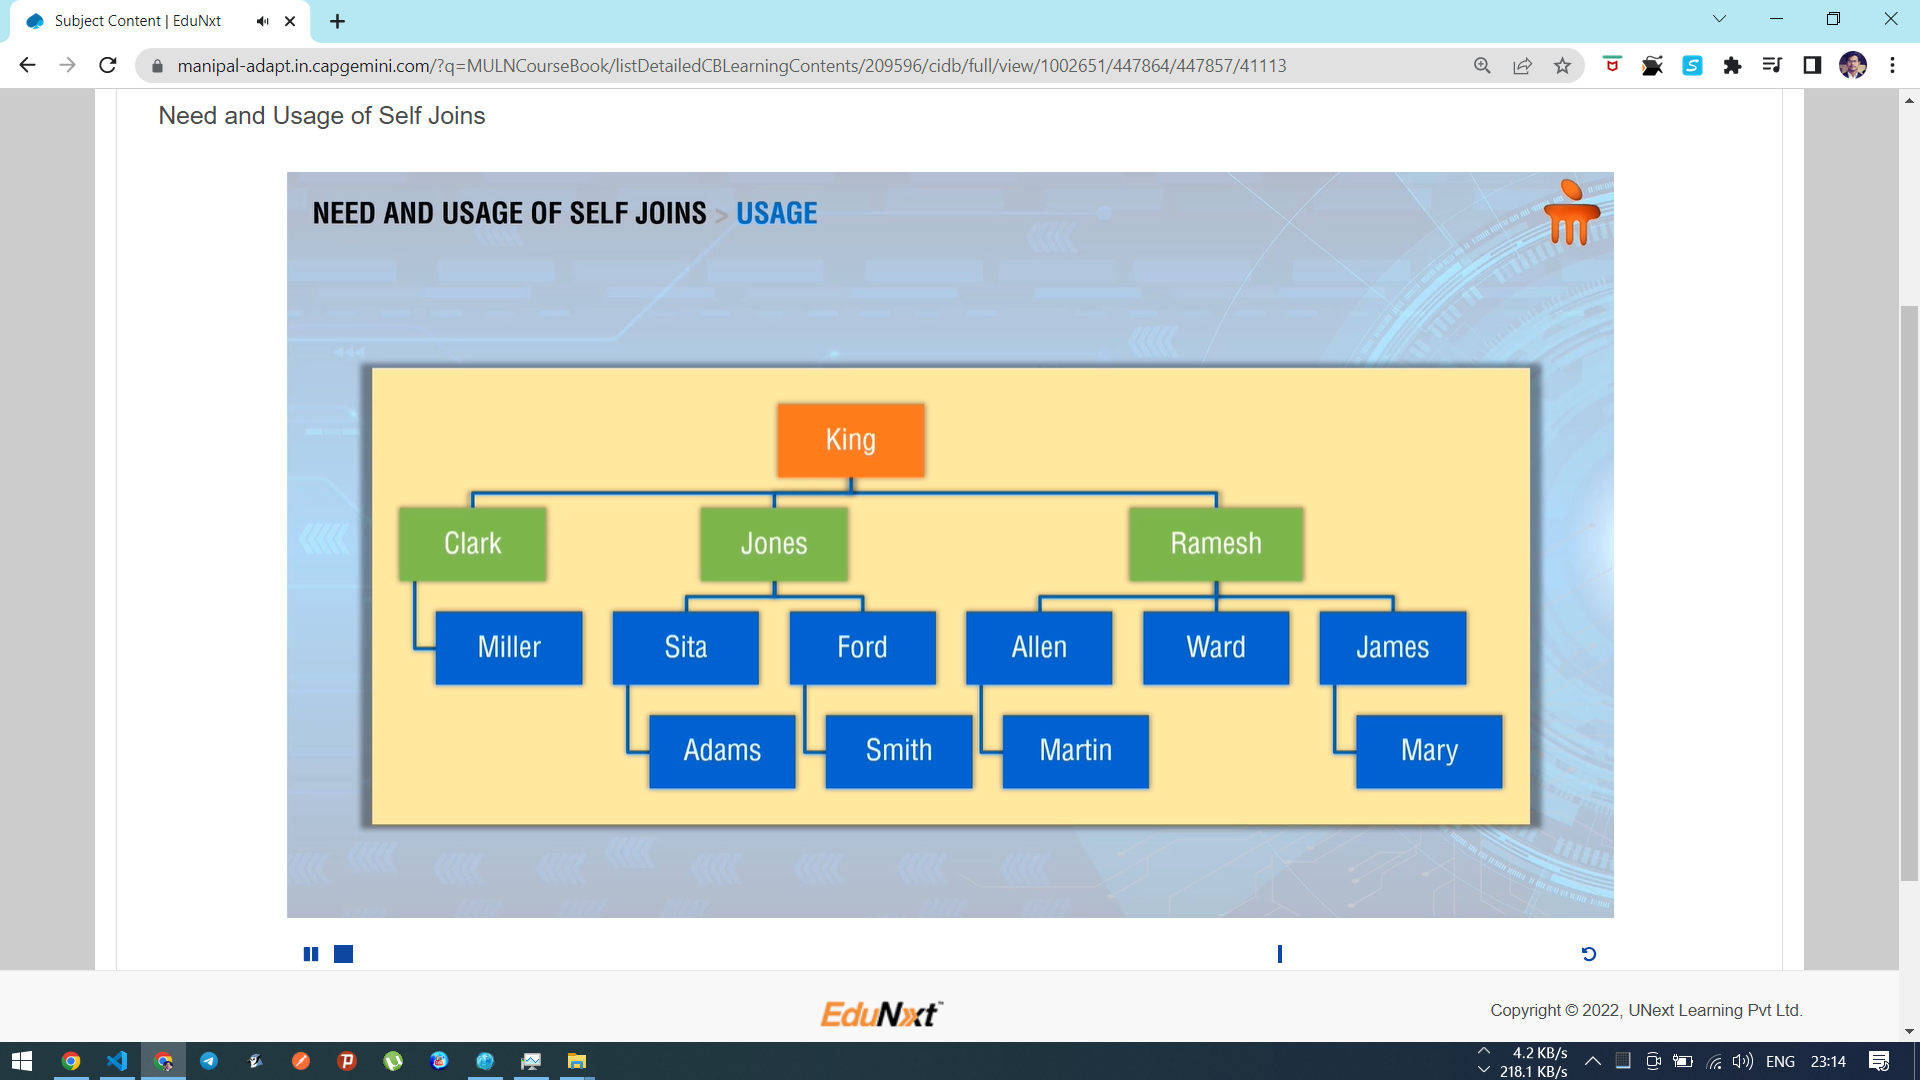 Subject Content | EduNxt
manipal-adapt.in.capgemini.com/?q=MULNCourseBook/listDetailedCBLearningContents/209596/cidb/full/view/1002651/447864/447857/41113
Need and Usage of Self Joins
NEED AND USAGE OF SELF JOINS > USAGE
King
Clark Jones Ramesh
Miller Sita Ford Allen Ward James
Adams Smith Martin Mary
EduNxt™
Copyright © 2022, UNext Learning Pvt Ltd.
4.2 KB/s
218.1 KB/s
ENG 23:14